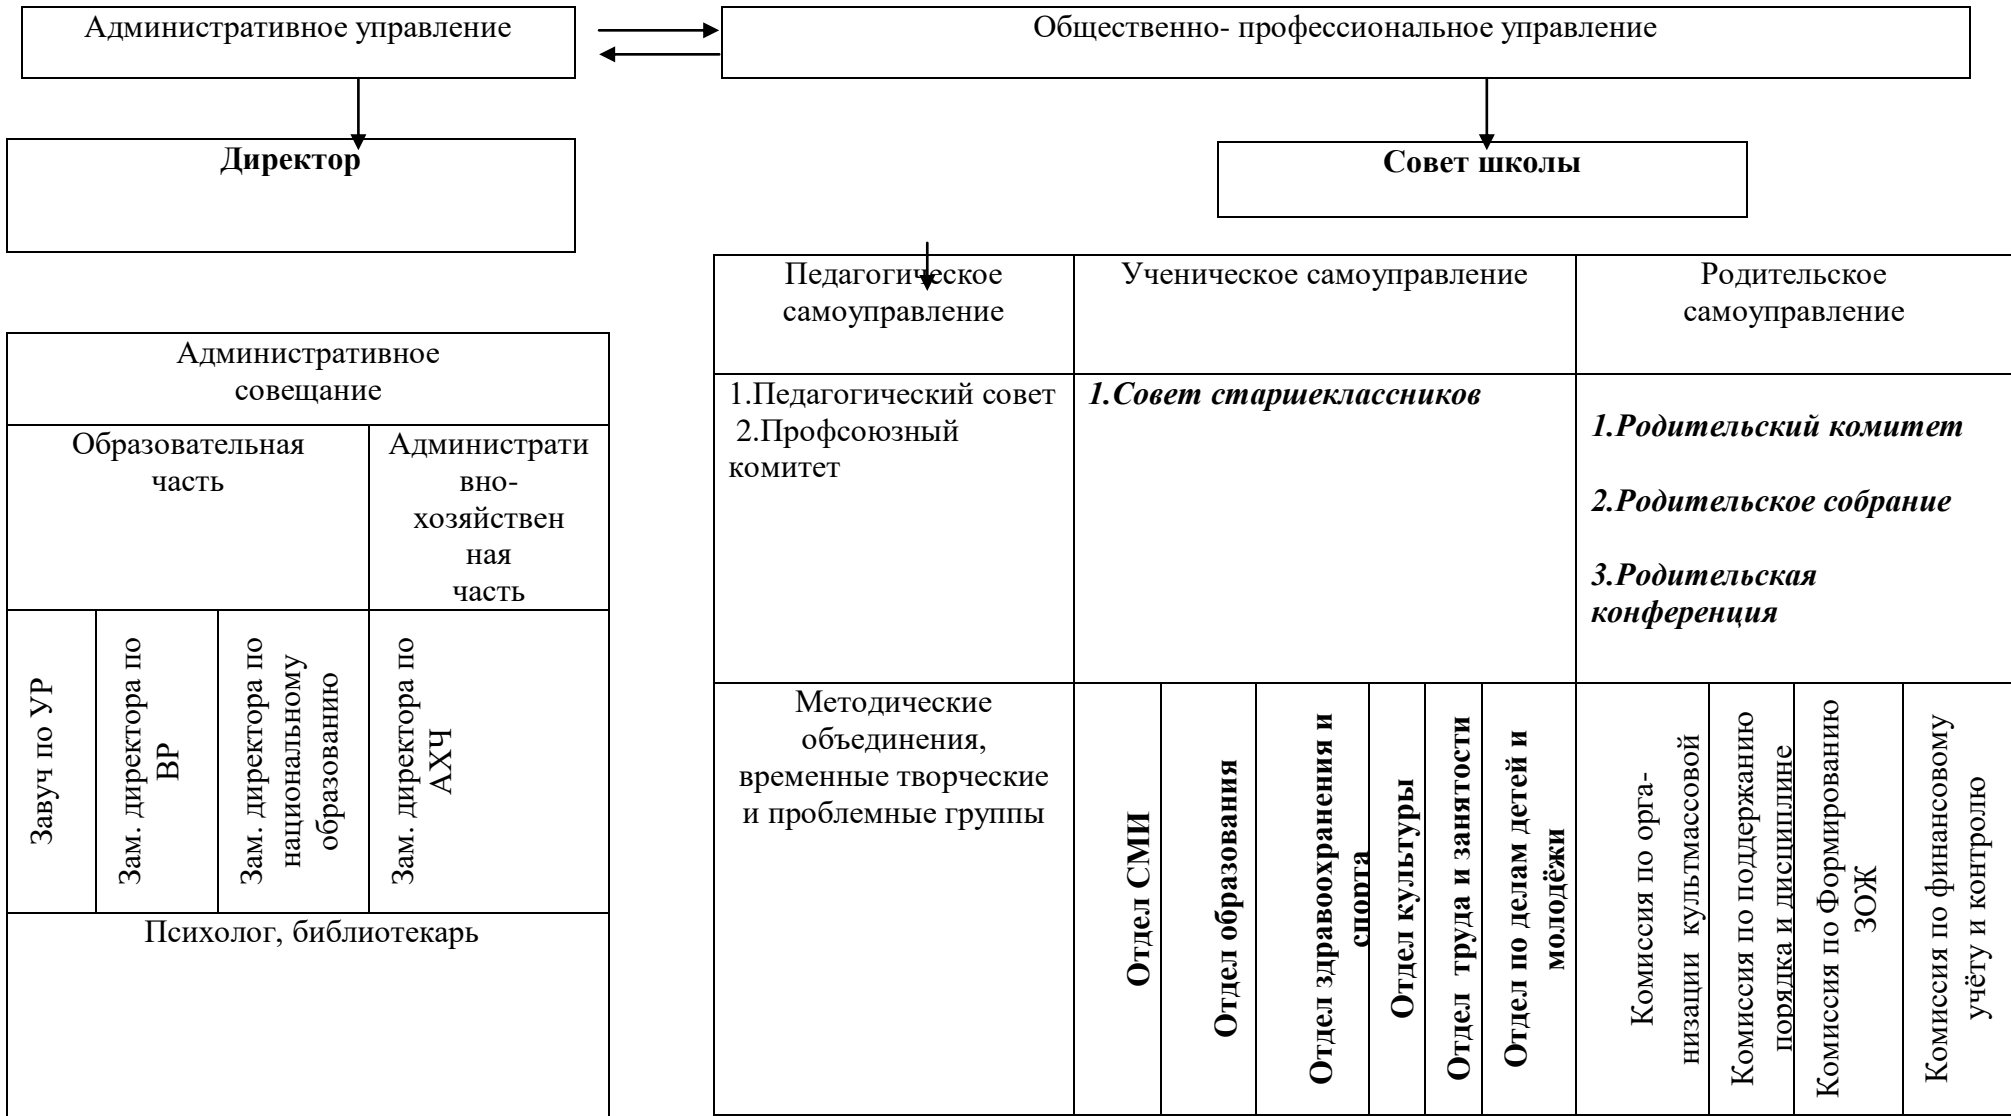 Административное управление
Общественно- профессиональное управление
Директор
Совет школы
Административное
совещание
Образовательная
часть
Администрати
вно-
хозяйствен
ная
часть
Завуч по УР
Зам. директора по
ВР
Зам. директора по
национальному
образованию
Зам. директора по
АХЧ
Психолог, библиотекарь
Педагогическое
самоуправление
Ученическое самоуправление
Родительское
самоуправление
1.Педагогический совет
2.Профсоюзный
комитет
1.Совет старшеклассников
1.Родительский комитет
2.Родительское собрание
3.Родительская
конференция
Методические
объединения,
временные творческие
и проблемные группы
Отдел СМИ
Отдел образования
Отдел здравоохранения и
спорта
Отдел культуры
Отдел труда и занятости
Отдел по делам детей и
молодёжи
Комиссия по орга-
низации культмассовой
Комиссия по поддержанию
порядка и дисциплине
Комиссия по Формированию
ЗОЖ
Комиссия по финансовому
учёту и контролю